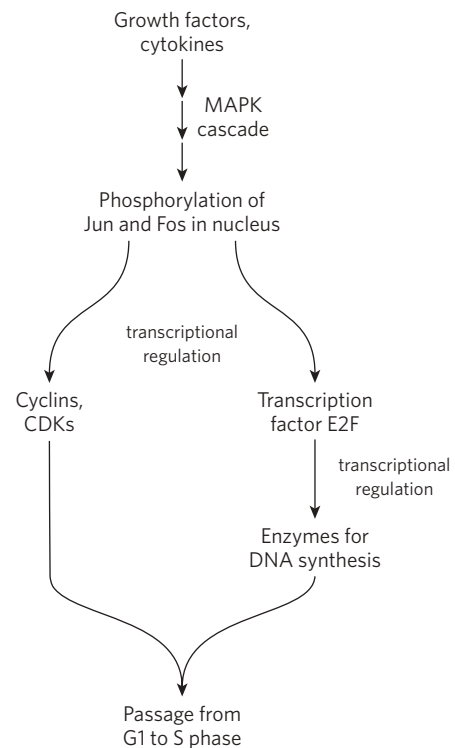 Growth factors,
cytokines
MAPK
cascade
Phosphorylation of
Jun and Fos in nucleus
transcriptional
regulation
Cyclins,
CDKs
Transcription
factor E2F
transcriptional
regulation
Enzymes for
DNA synthesis
Passage from
G1 to S phase